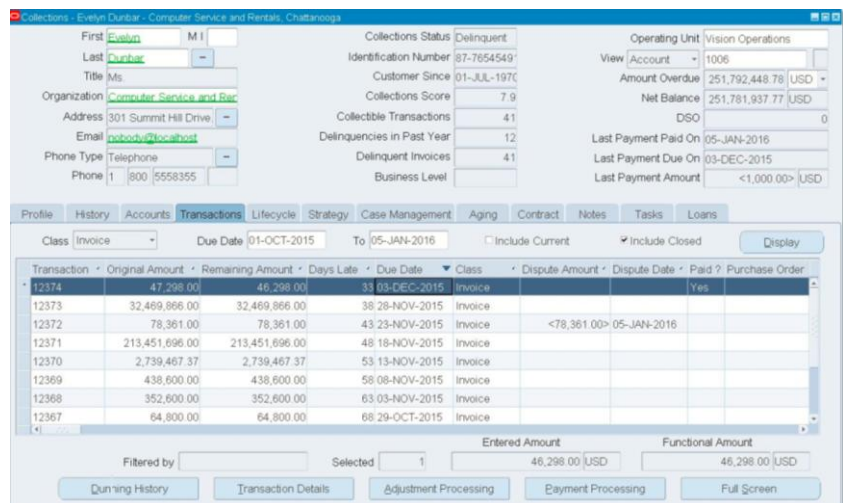 Collections - Evelyn Dunbar - Computer Service and Rentals, Chattanooga
First Evelyn M I Collections Status Delinquent Operating Unit Vision Operations
Last Dunbar Identification Number 87-7654549 View Account 1006
Title Ms. Customer Since 01-JUL-1970 Amount Overdue 251,792,448.78 USD
Organization Computer Service and Ren Collections Score 7.9 Net Balance 251,781,937.77 USD
Address 301 Summit Hill Drive, Collectible Transactions 41 DSO 0
Email nobody@localhost Delinquencies in Past Year 12 Last Payment Paid On 05-JAN-2016
Phone Type Telephone Delinquent Invoices 41 Last Payment Due On 03-DEC-2015
Phone 1 800 5558355 Business Level Last Payment Amount <1,000.00> USD
Profile History Accounts Transactions Lifecycle Strategy Case Management Aging Contract Notes Tasks Loans
Class Invoice Due Date 01-OCT-2015 To 05-JAN-2016 Include Current Include Closed Display
Transaction Original Amount Remaining Amount Days Late Due Date Class Dispute Amount Dispute Date Paid ? Purchase Order
12374 47,298.00 46,298.00 33 03-DEC-2015 Invoice Yes
12373 32,469,866.00 32,469,866.00 38 28-NOV-2015 Invoice
12372 78,361.00 78,361.00 43 23-NOV-2015 Invoice <78,361.00> 05-JAN-2016
12371 213,451,696.00 213,451,696.00 48 18-NOV-2015 Invoice
12370 2,739,467.37 2,739,467.37 53 13-NOV-2015 Invoice
12369 438,600.00 438,600.00 58 08-NOV-2015 Invoice
12368 352,600.00 352,600.00 63 03-NOV-2015 Invoice
12367 64,800.00 64,800.00 68 29-OCT-2015 Invoice
Entered Amount Functional Amount
Filtered by Selected 1 46,298.00 USD 46,298.00 USD
Dunning History Transaction Details Adjustment Processing Payment Processing Full Screen